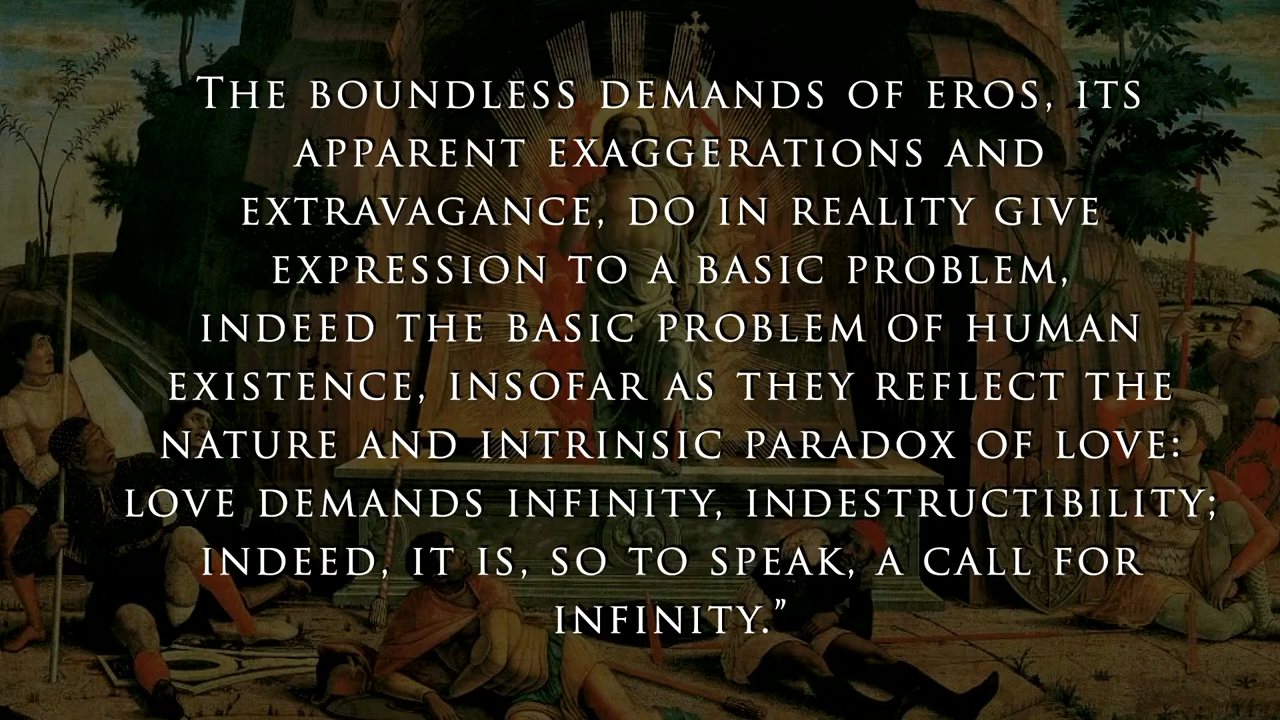 The boundless demands of eros, its
apparent exaggerations and
extravagance, do in reality give
expression to a basic problem,
indeed the basic problem of human
existence, insofar as they reflect the
nature and intrinsic paradox of love:
love demands infinity, indestructibility;
indeed, it is, so to speak, a call for
infinity.”